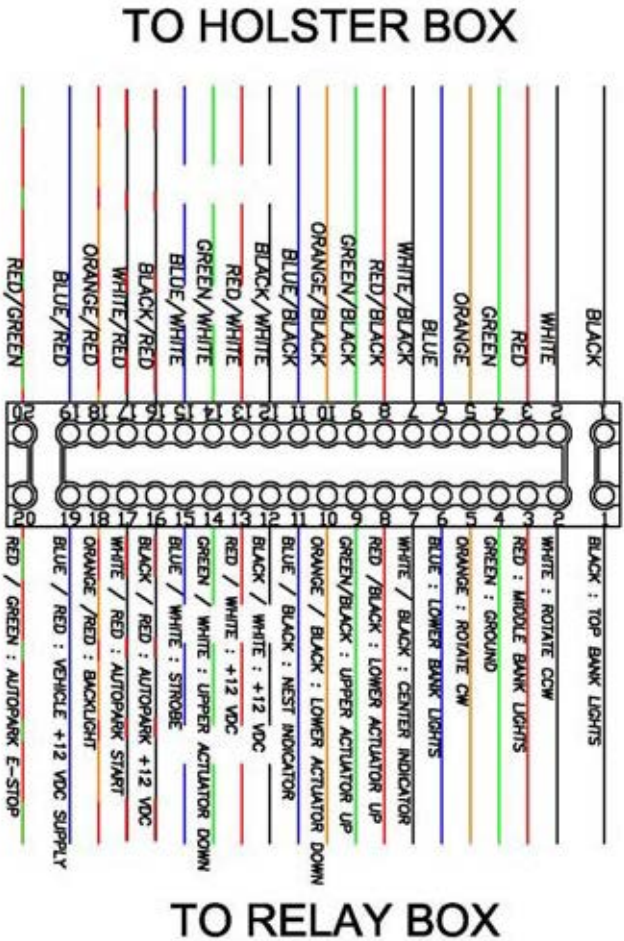 TO HOLSTER BOX
RED/GREEN
BLUE/RED
ORANGE/RED
WHITE/RED
BLACK/RED
BLUE/WHITE
GREEN/WHITE
RED/WHITE
BLACK/WHITE
BLUE/BLACK
ORANGE/BLACK
GREEN/BLACK
RED/BLACK
WHITE/BLACK
BLUE
ORANGE
GREEN
RED
WHITE
BLACK
20 19 18 17 16 15 14 13 12 11 10 9 8 7 6 5 4 3 2 1
20 19 18 17 16 15 14 13 12 11 10 9 8 7 6 5 4 3 2 1
RED / GREEN : AUTOPARK E-STOP
BLUE / RED : VEHICLE +12 VDC SUPPLY
ORANGE /RED : BACKLIGHT
WHITE / RED : AUTOPARK START
BLACK / RED : AUTOPARK +12 VDC
BLUE / WHITE : STROBE
GREEN / WHITE : UPPER ACTUATOR DOWN
RED / WHITE : +12 VDC
BLACK / WHITE : +12 VDC
BLUE / BLACK : NEST INDICATOR
ORANGE / BLACK : LOWER ACTUATOR DOWN
GREEN/BLACK : UPPER ACTUATOR UP
RED /BLACK : LOWER ACTUATOR UP
WHITE / BLACK : CENTER INDICATOR
BLUE : LOWER BANK LIGHTS
ORANGE : ROTATE CW
GREEN : GROUND
RED : MIDDLE BANK LIGHTS
WHITE : ROTATE CCW
BLACK : TOP BANK LIGHTS
TO RELAY BOX